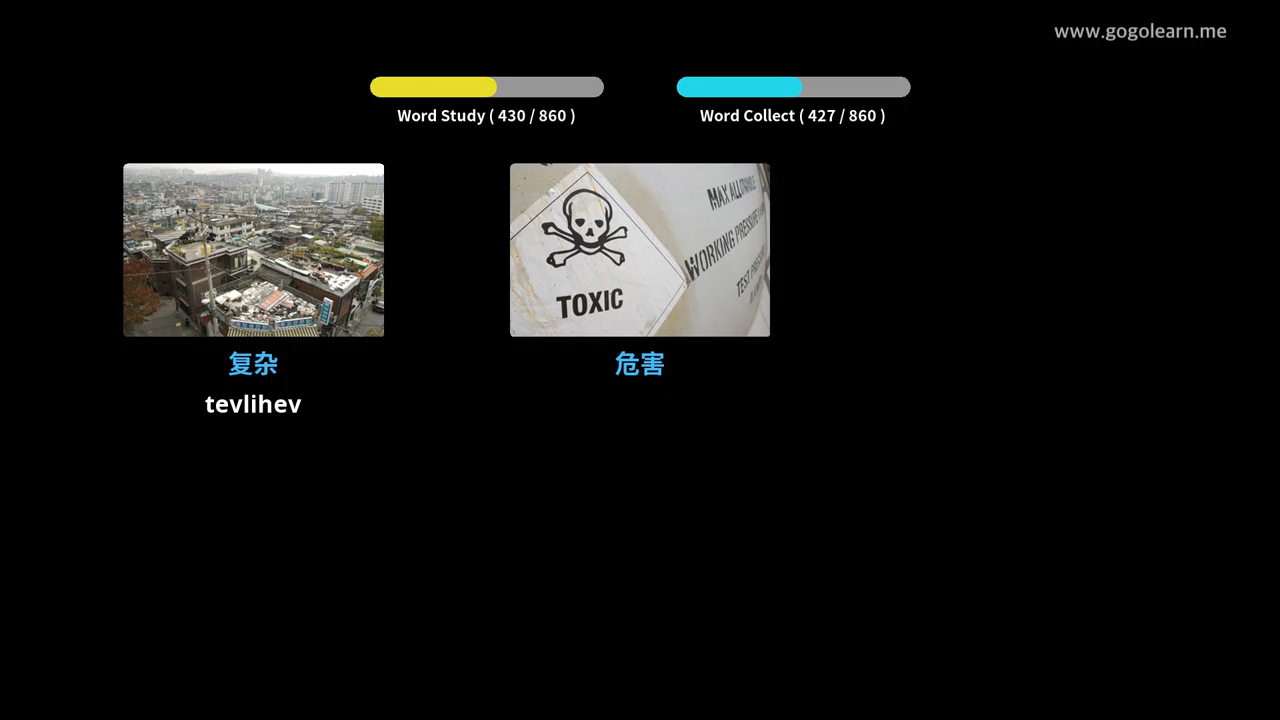 www.gogolearn.me
Word Study ( 430 / 860 )
Word Collect ( 427 / 860 )
TOXIC
MAX ALLOWABLE
WORKING PRESSURE
TEST
复杂
危害
tevlihev